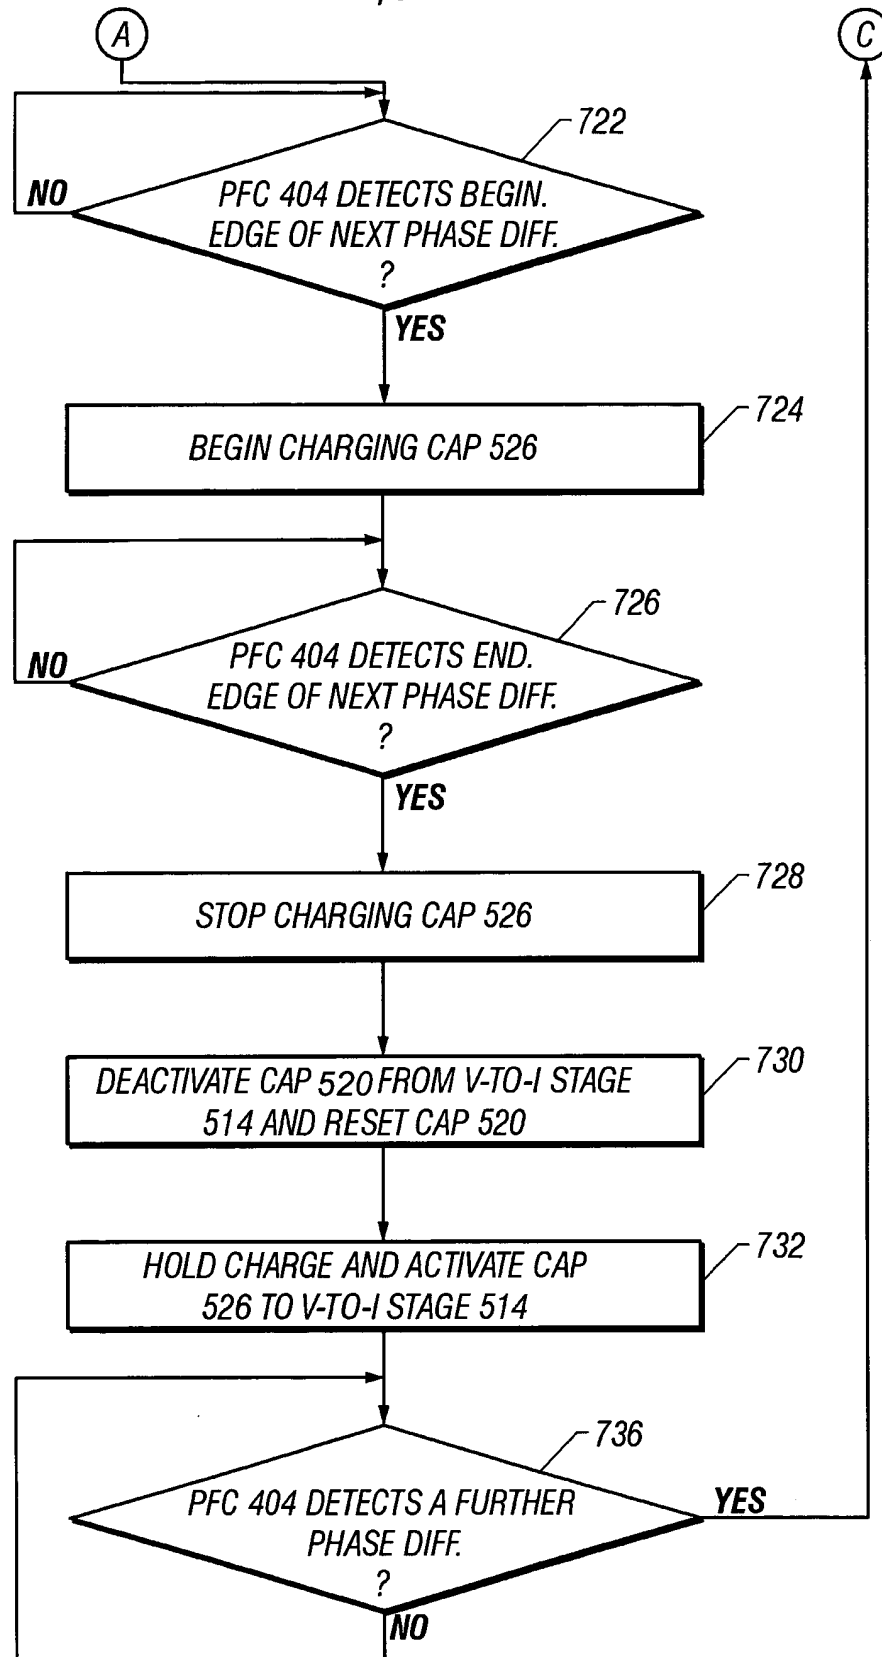 A
C
722
PFC 404 DETECTS BEGIN.
EDGE OF NEXT PHASE DIFF.
?
NO
YES
724
BEGIN CHARGING CAP 526
726
PFC 404 DETECTS END.
EDGE OF NEXT PHASE DIFF.
?
NO
YES
728
STOP CHARGING CAP 526
730
DEACTIVATE CAP 520 FROM V-TO-I STAGE
514 AND RESET CAP 520
732
HOLD CHARGE AND ACTIVATE CAP
526 TO V-TO-I STAGE 514
736
PFC 404 DETECTS A FURTHER
PHASE DIFF.
?
YES
NO